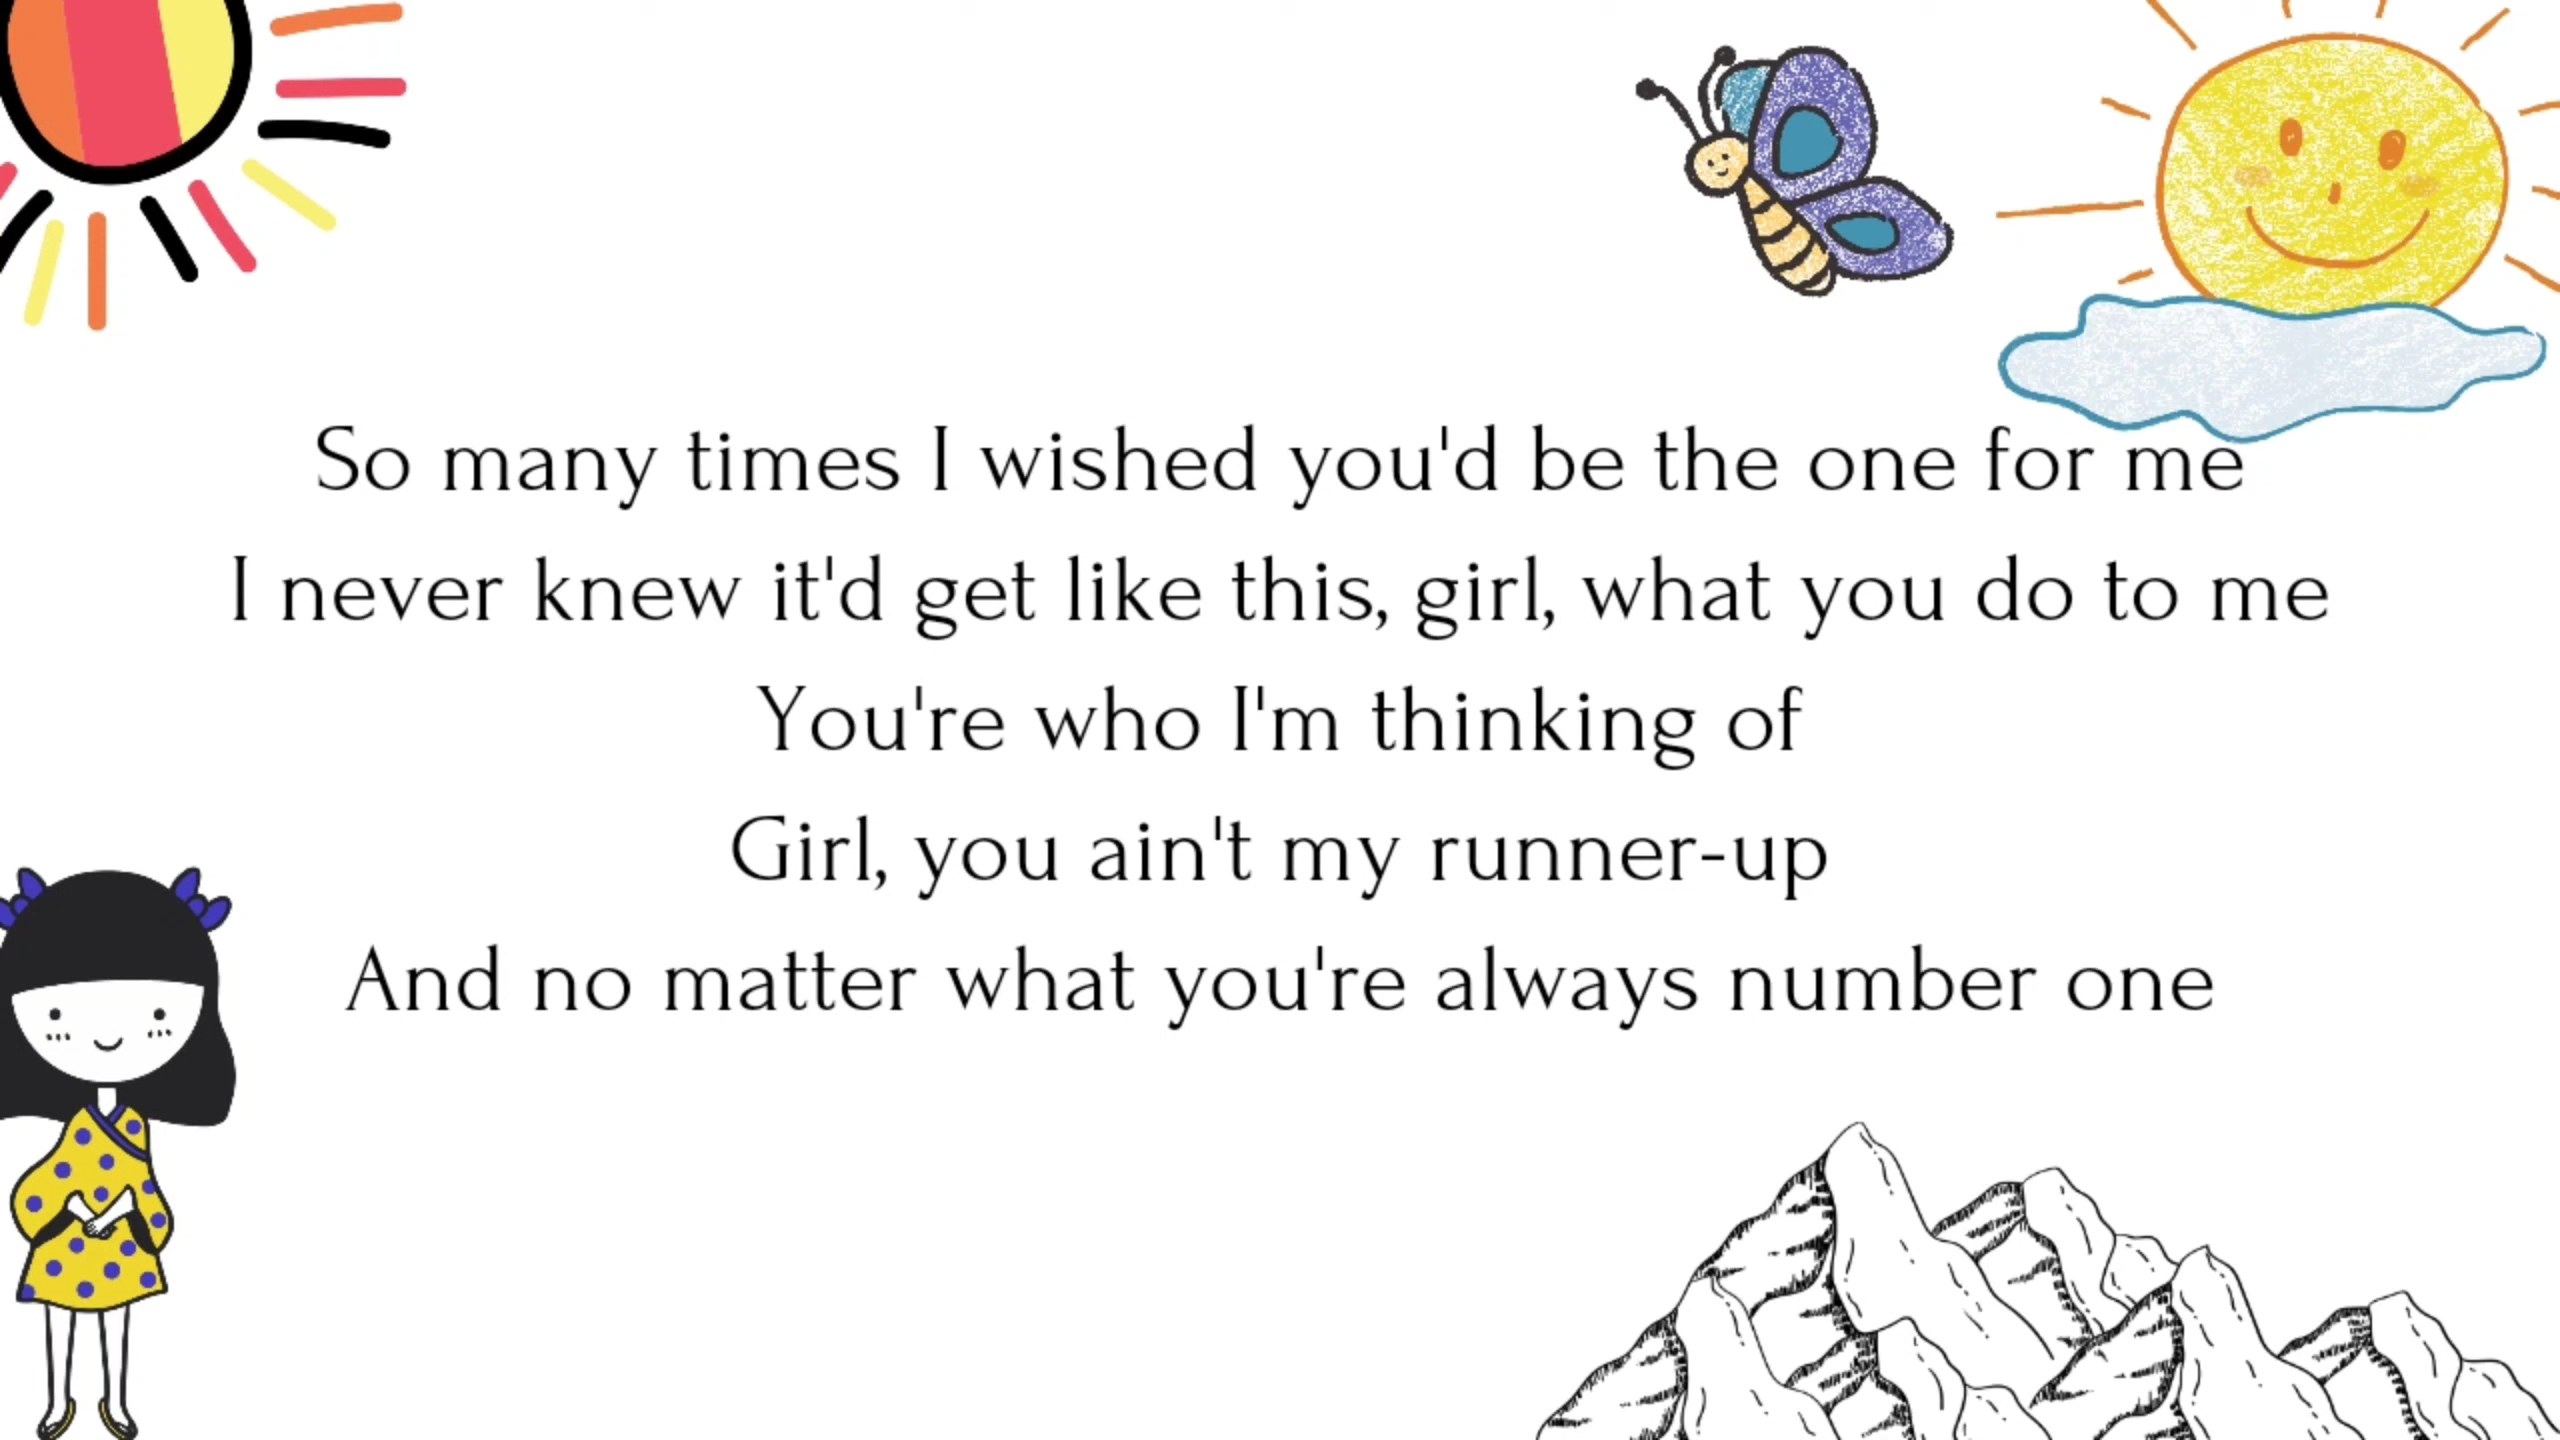 So many times I wished you'd be the one for me
I never knew it'd get like this, girl, what you do to me
You're who I'm thinking of
Girl, you ain't my runner-up
And no matter what you're always number one